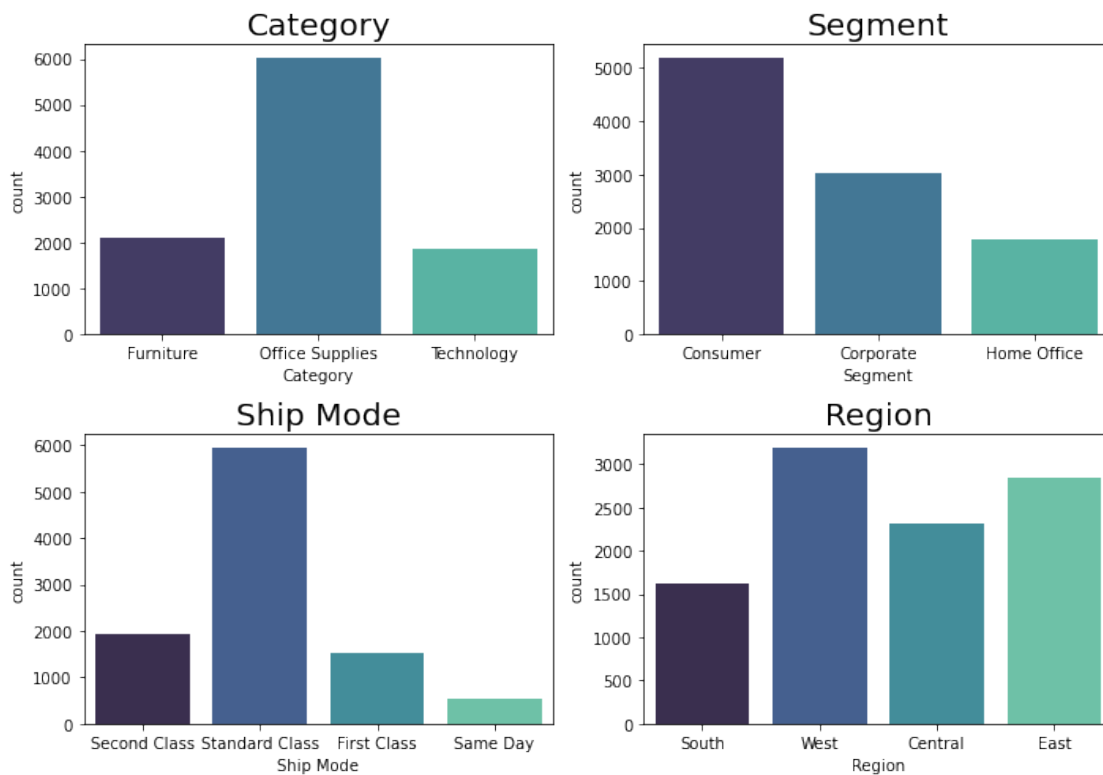 Category
6000
5000
4000
3000
2000
1000
0
count
Furniture Office Supplies Technology
Category
Segment
5000
4000
3000
2000
1000
0
count
Consumer Corporate Home Office
Segment
Ship Mode
6000
5000
4000
3000
2000
1000
0
count
Second Class Standard Class First Class Same Day
Ship Mode
Region
3000
2500
2000
1500
1000
500
0
count
South West Central East
Region